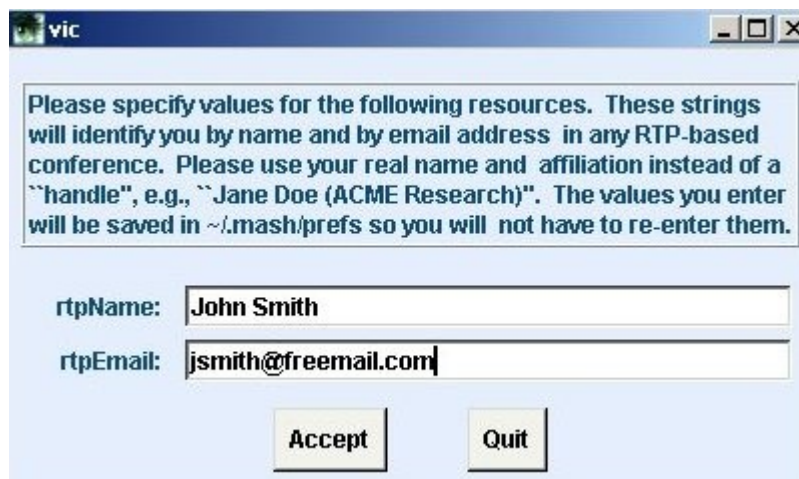 vic
Please specify values for the following resources.  These strings
will identify you by name and by email address  in any RTP-based
conference.  Please use your real name and  affiliation instead of a
``handle'', e.g., ``Jane Doe (ACME Research)''.  The values you enter
will be saved in ~/.mash/prefs so you will  not have to re-enter them.
rtpName: John Smith
rtpEmail: jsmith@freemail.com
Accept Quit